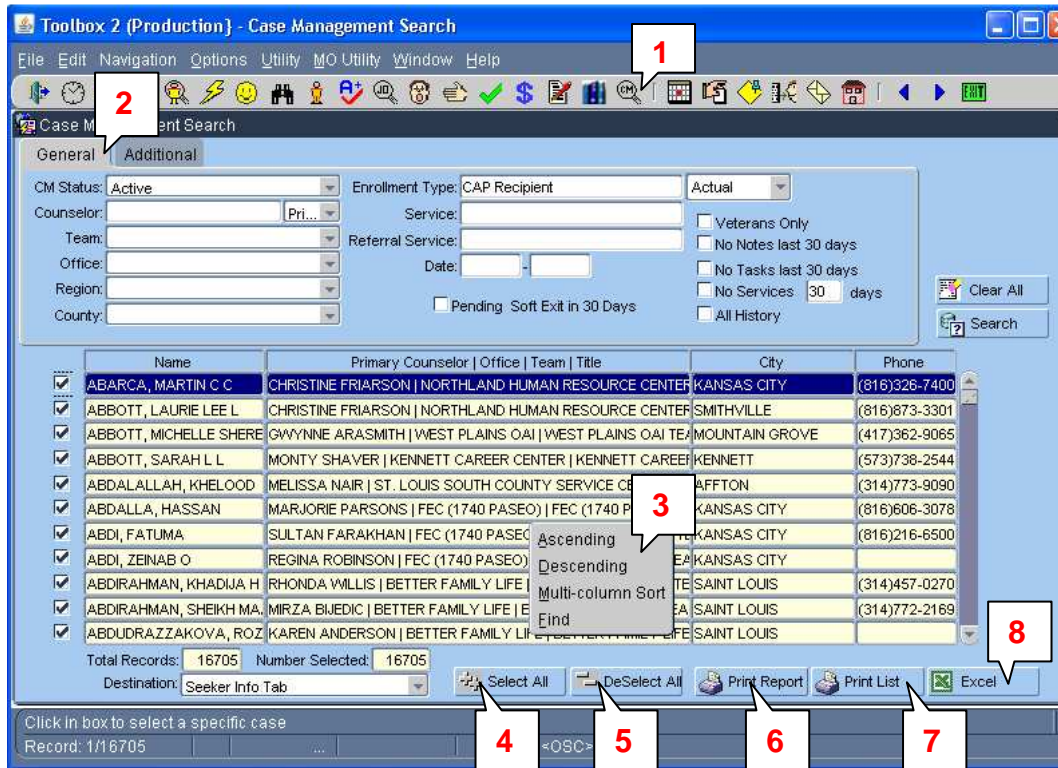 Toolbox 2 (Production} - Case Management Search
File Edit Navigation Options Utility MO Utility Window Help
1
2
A+ JD $ CM EXIT
Case M ent Search
General Additional
CM Status: Active Enrollment Type: CAP Recipient Actual
Counselor: Pri... Service: Veterans Only
Team: Referral Service: No Notes last 30 days
Office: Date: - No Tasks last 30 days
Region: No Services 30 days Clear All
County: Pending Soft Exit in 30 Days All History Search
Name Primary Counselor | Office | Team | Title City Phone
ABARCA, MARTIN C C CHRISTINE FRIARSON | NORTHLAND HUMAN RESOURCE CENTER KANSAS CITY (816)326-7400
ABBOTT, LAURIE LEE L CHRISTINE FRIARSON | NORTHLAND HUMAN RESOURCE CENTER SMITHVILLE (816)873-3301
ABBOTT, MICHELLE SHERE GWYNNE ARASMITH | WEST PLAINS OAI | WEST PLAINS OAI TEA MOUNTAIN GROVE (417)362-9065
ABBOTT, SARAH L L MONTY SHAVER | KENNETT CAREER CENTER | KENNETT CAREER KENNETT (573)738-2544
ABDALALLAH, KHELOOD MELISSA NAIR | ST. LOUIS SOUTH COUNTY SERVICE CE AFFTON (314)773-9090
ABDALLA, HASSAN MARJORIE PARSONS | FEC (1740 PASEO) | FEC (1740 P KANSAS CITY (816)606-3078
3
ABDI, FATUMA SULTAN FARAKHAN | FEC (1740 PASEO KANSAS CITY (816)216-6500
ABDI, ZEINAB O REGINA ROBINSON | FEC (1740 PASEO) KANSAS CITY
ABDIRAHMAN, KHADIJA H RHONDA WILLIS | BETTER FAMILY LIFE | SAINT LOUIS (314)457-0270
ABDIRAHMAN, SHEIKH MA. MIRZA BIJEDIC | BETTER FAMILY LIFE | SAINT LOUIS (314)772-2169
ABDUDRAZZAKOVA, ROZ KAREN ANDERSON | BETTER FAMILY SAINT LOUIS
Ascending
Descending
Multi-column Sort
Find
Total Records: 16705 Number Selected: 16705
8
Destination: Seeker Info Tab Select All DeSelect All Print Report Print List Excel
Click in box to select a specific case
Record: 1/16705 ... <OSC>
4 5 6 7